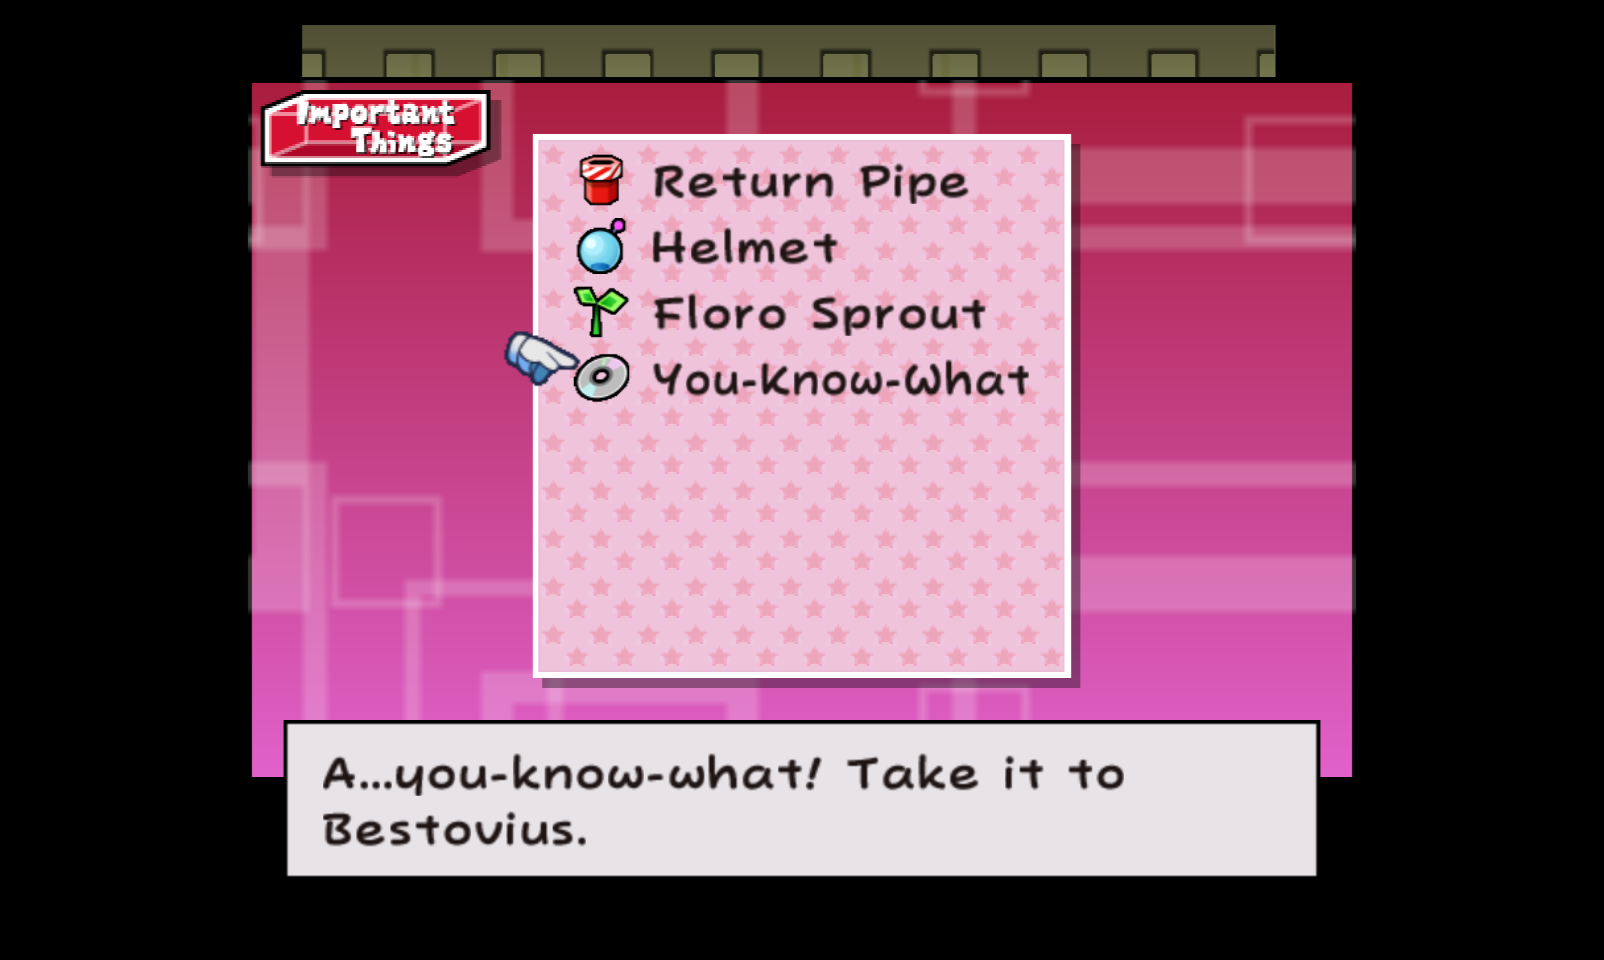 Important
Things
Return Pipe
Helmet
Floro Sprout
You-Know-What
A...you-know-what! Take it to
Bestovius.